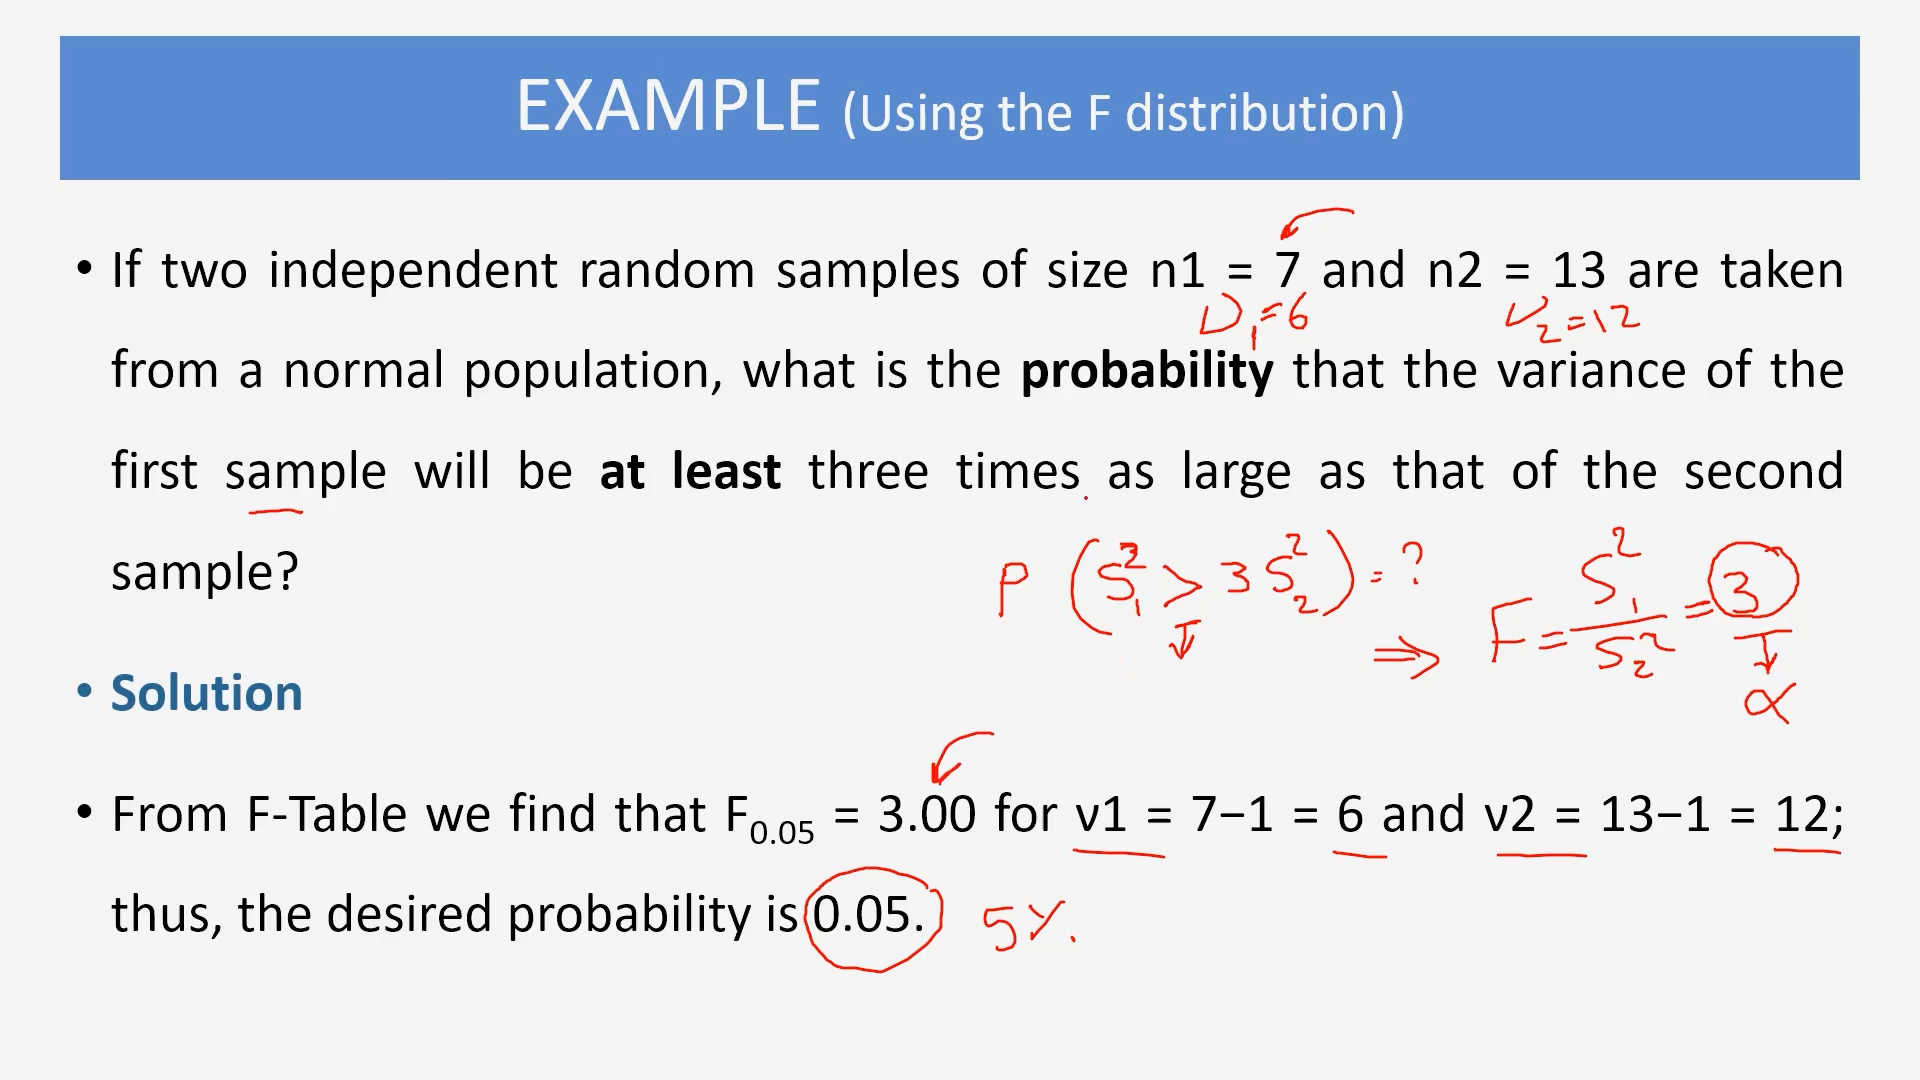 EXAMPLE (Using the F distribution)
• If two independent random samples of size n1 = 7 and n2 = 13 are taken
ν₁=6 ν₂=12
from a normal population, what is the probability that the variance of the
first sample will be at least three times as large as that of the second
sample?
P (S₁² > 3 S₂²) = ?
⇒ F = S₁² / S₂² = 3
α
• Solution
• From F-Table we find that F₀.₀₅ = 3.00 for ν1 = 7−1 = 6 and ν2 = 13−1 = 12;
thus, the desired probability is 0.05. 5%.